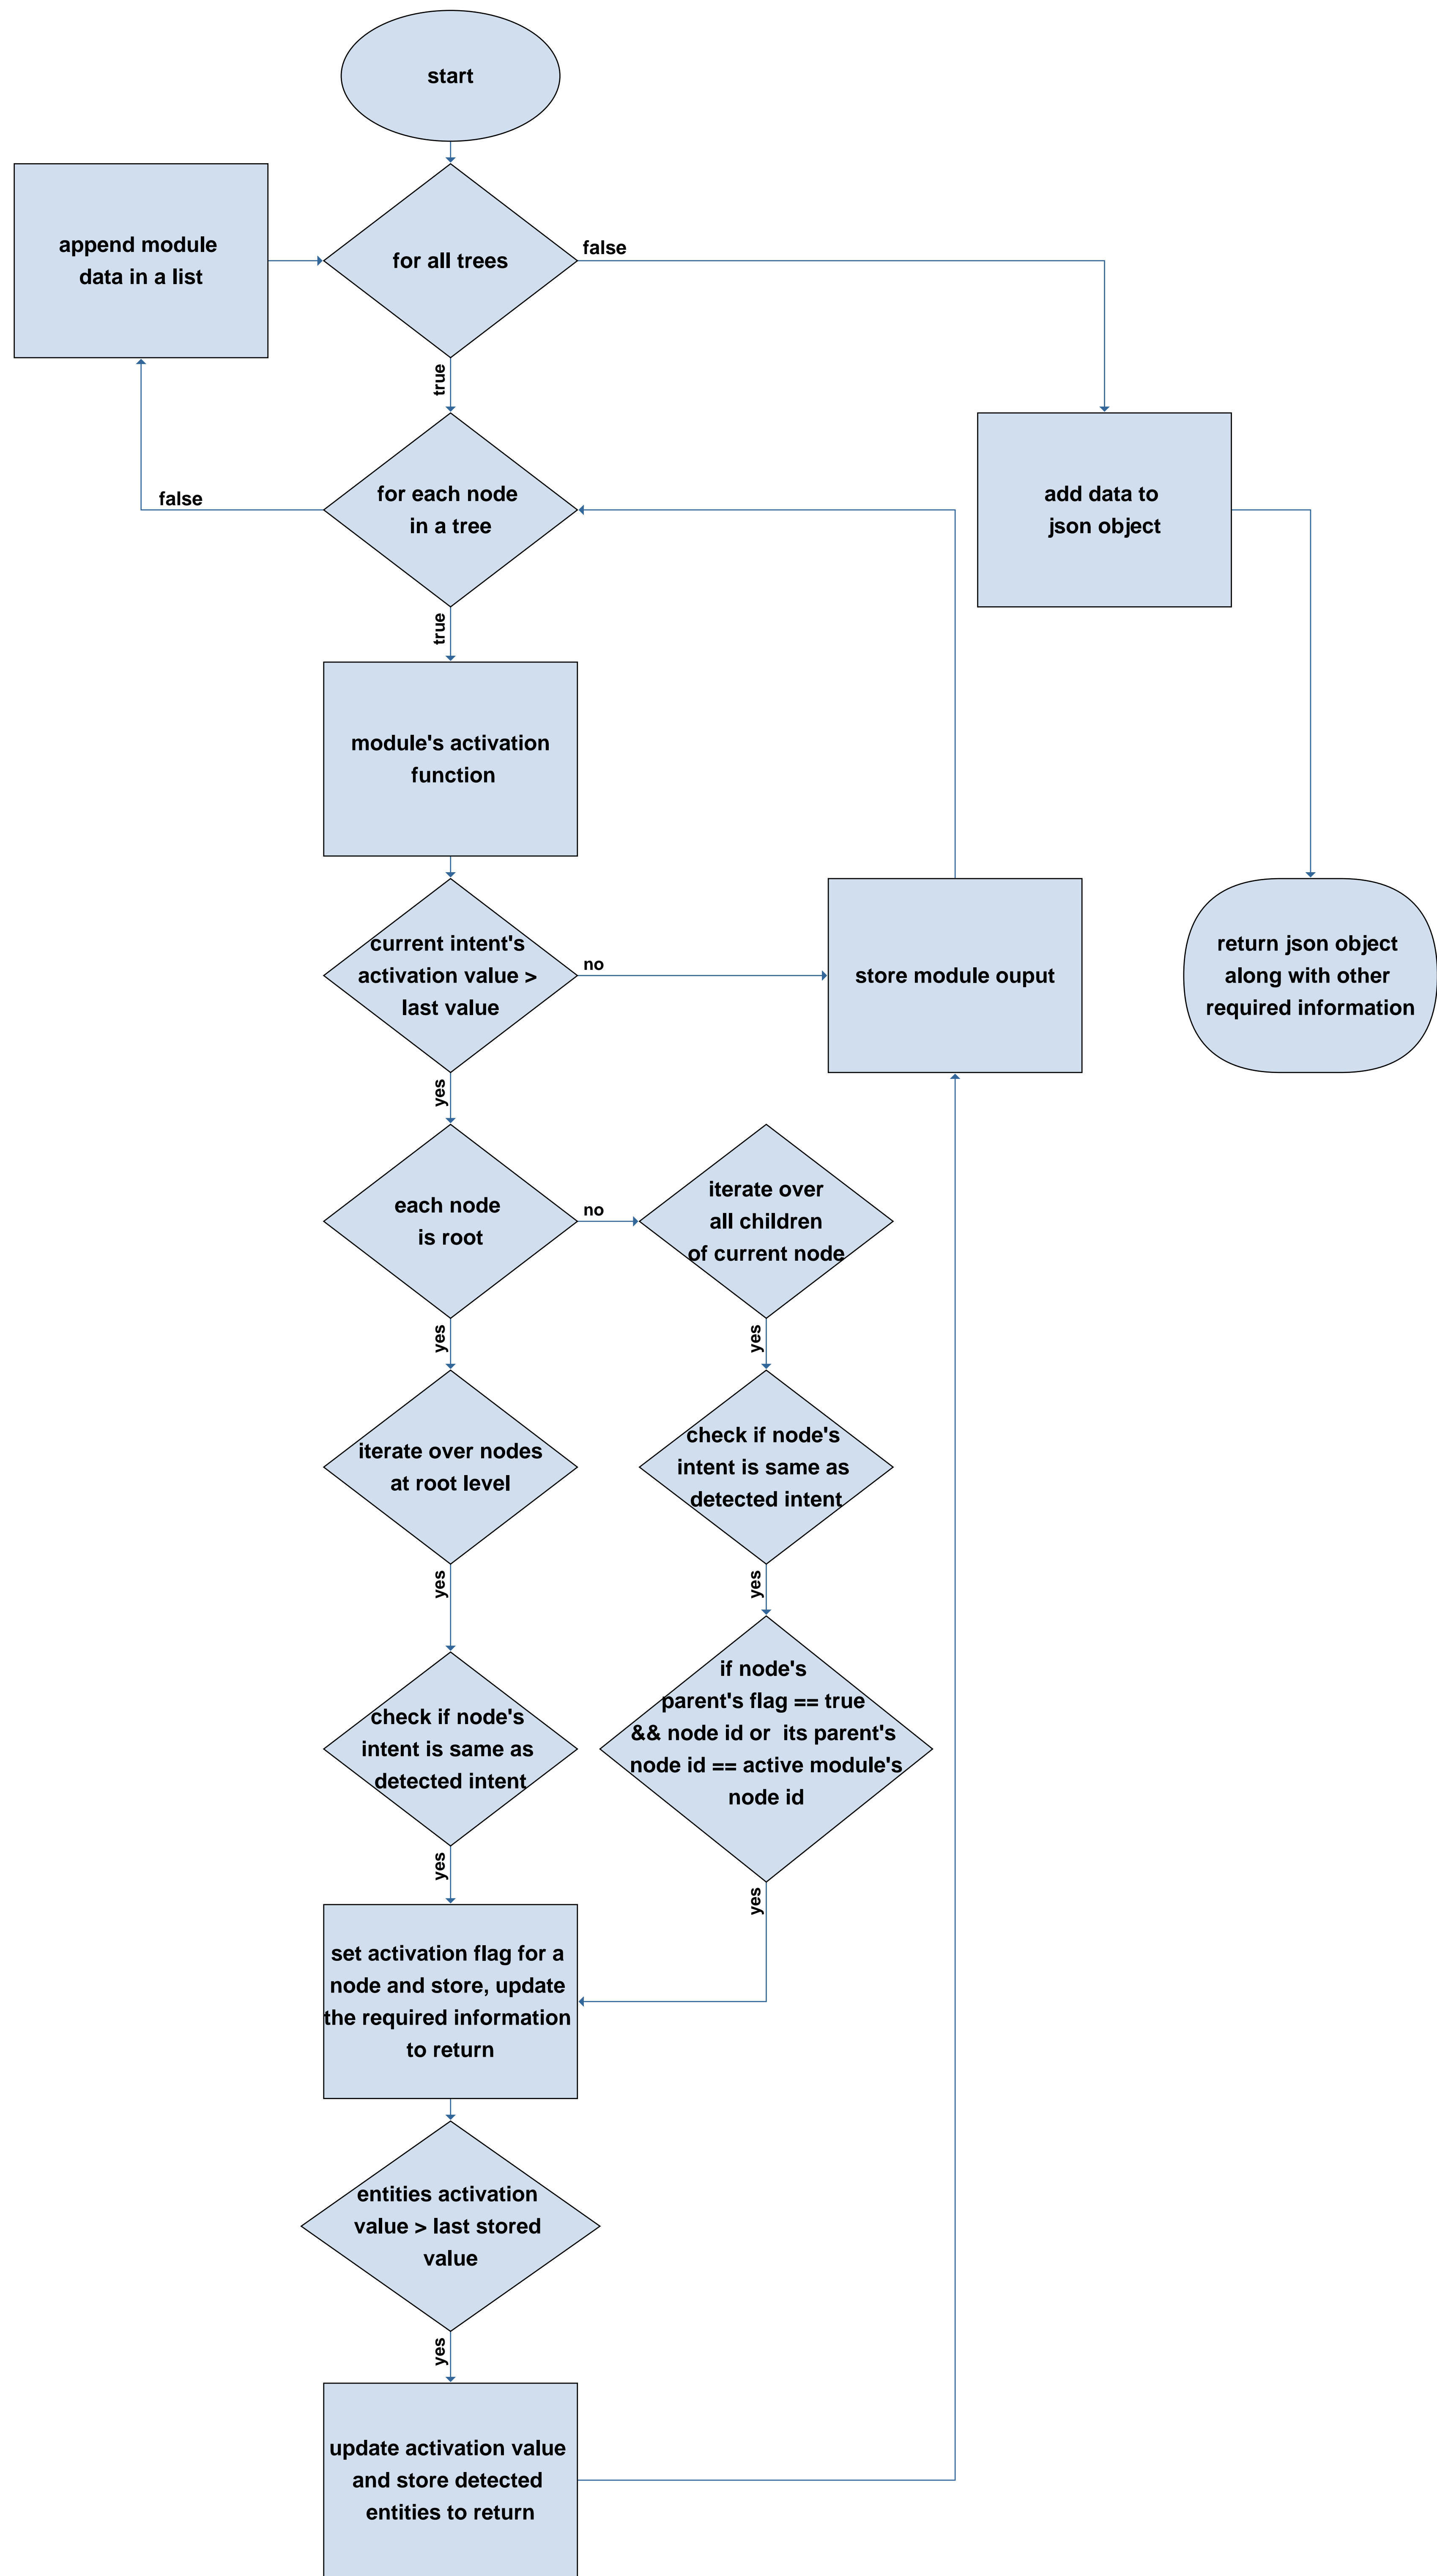 start
append module
data in a list
for all trees
false
true
for each node
in a tree
false
add data to
json object
true
module's activation
function
current intent's
activation value >
last value
no
store module ouput
return json object
along with other
required information
yes
each node
is root
no
iterate over
all children
of current node
yes
yes
iterate over nodes
at root level
check if node's
intent is same as
detected intent
yes
yes
check if node's
intent is same as
detected intent
if node's
parent's flag == true
&& node id or its parent's
node id == active module's
node id
yes
yes
set activation flag for a
node and store, update
the required information
to return
entities activation
value > last stored
value
yes
update activation value
and store detected
entities to return